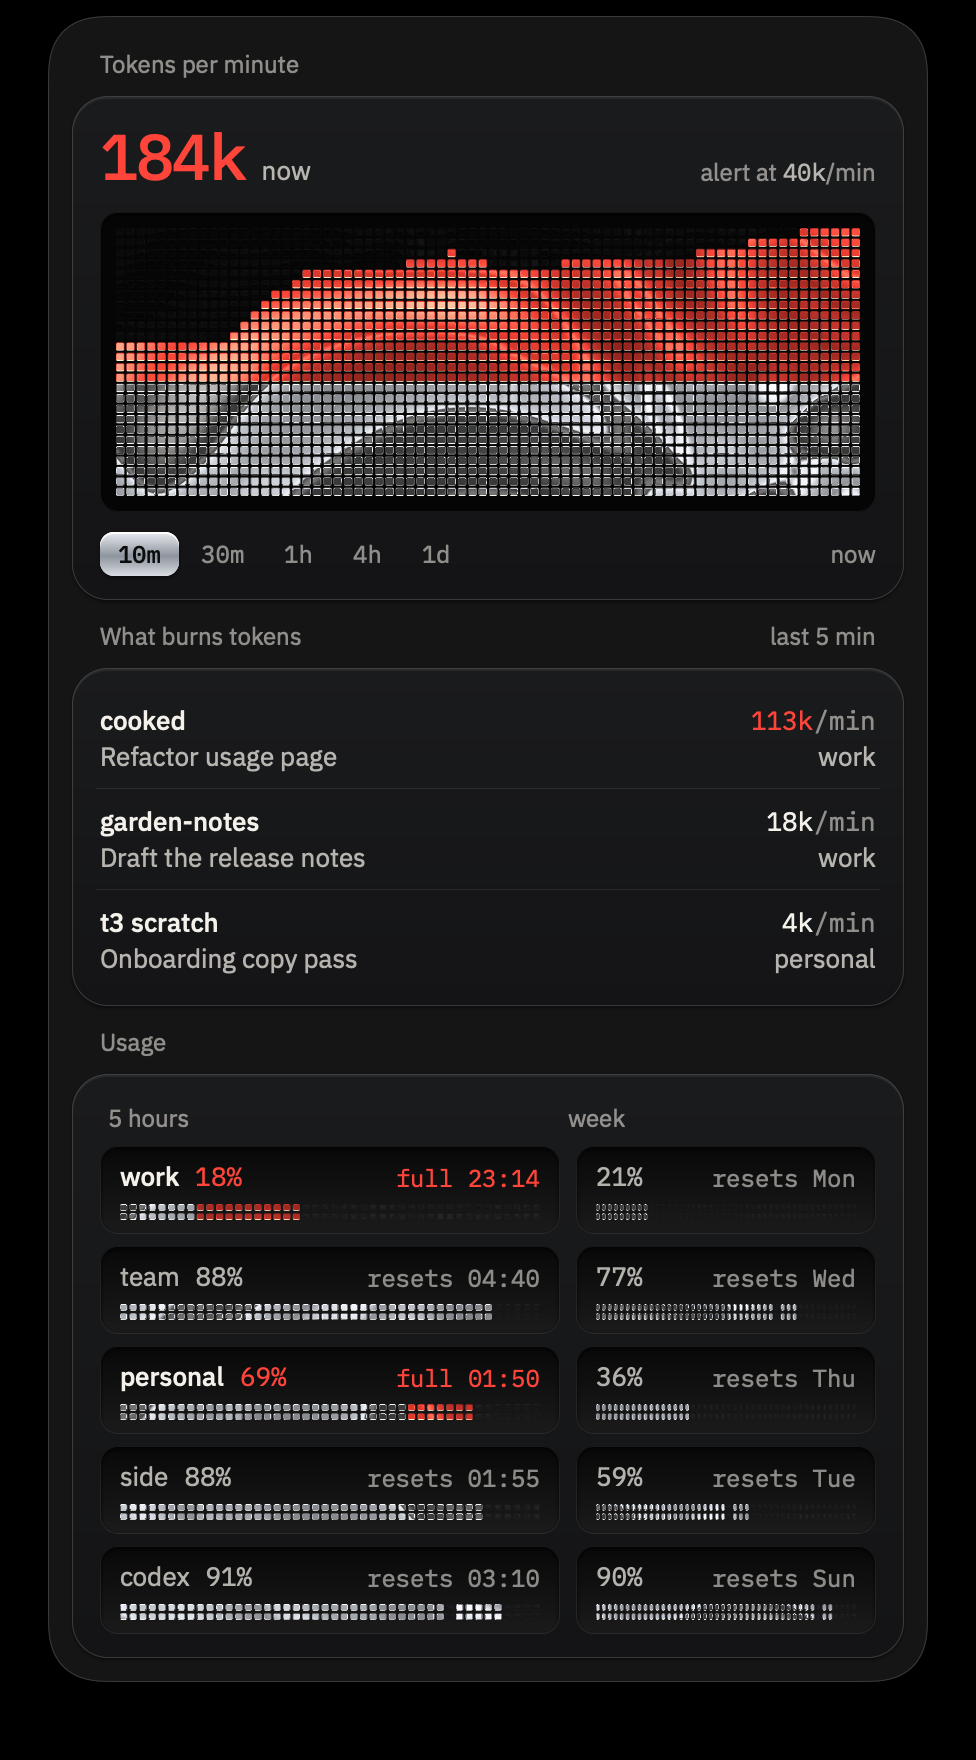 Tokens per minute
184k now alert at 40k/min
10m 30m 1h 4h 1d now
What burns tokens last 5 min
cooked 113k/min
Refactor usage page work
garden-notes 18k/min
Draft the release notes work
t3 scratch 4k/min
Onboarding copy pass personal
Usage
5 hours week
work 18% full 23:14 21% resets Mon
team 88% resets 04:40 77% resets Wed
personal 69% full 01:50 36% resets Thu
side 88% resets 01:55 59% resets Tue
codex 91% resets 03:10 90% resets Sun